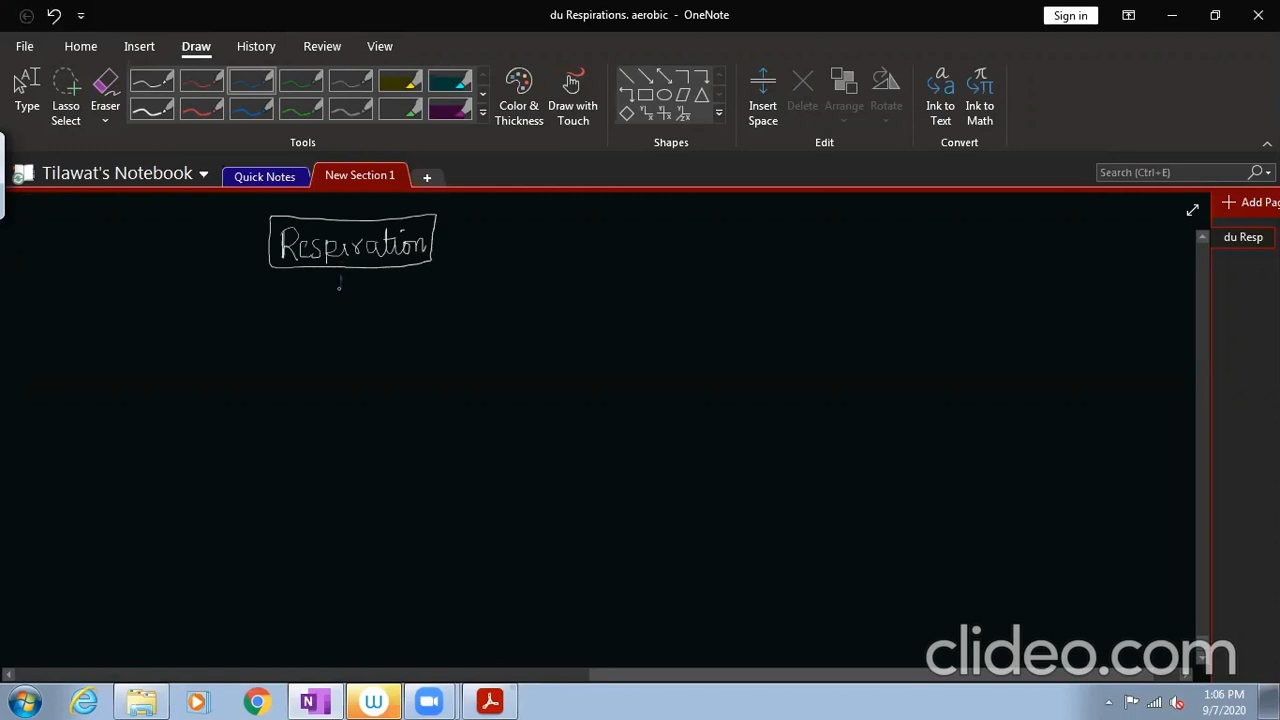 du Respirations. aerobic - OneNote
Sign in
File Home Insert Draw History Review View
Type
Lasso Select
Eraser
Color & Thickness
Draw with Touch
Insert Space
Delete
Arrange
Rotate
Ink to Text
Ink to Math
Tools
Shapes
Edit
Convert
Tilawat's Notebook
Quick Notes
New Section 1
Search (Ctrl+E)
Add Pag
du Resp
Respiration
clideo.com
1:06 PM
9/7/2020